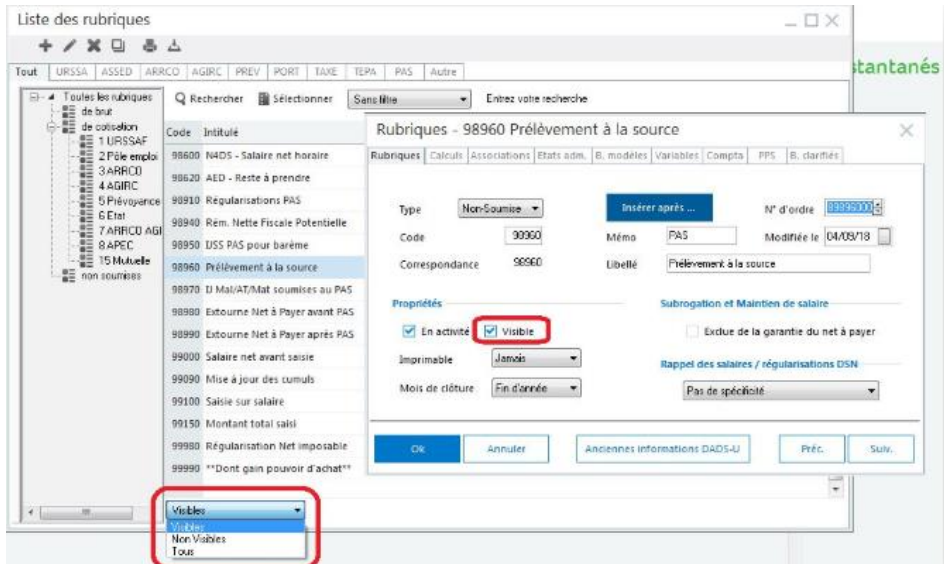 Liste des rubriques
Tout URSSA ASSED ARRCO AGIRC PREV PORT TAXE TEPA PAS Autre
stantanés
Toutes les rubriques
de brut
de cotisation
1 URSSAF
2 Pôle emploi
3 ARRCO
4 AGIRC
5 Prévoyance
6 Etat
7 ARRCO AGI
8 APEC
15 Mutuelle
non soumises
Rechercher Sélectionner Sans filtre Entrez votre recherche
Code Intitulé
98600 N4DS - Salaire net horaire
98620 AED - Reste à prendre
98910 Régularisations PAS
98940 Rém. Nette Fiscale Potentielle
98950 IJSS PAS pour barème
98960 Prélèvement à la source
98970 IJ Mal/AT/Mat soumises au PAS
98980 Extourne Net à Payer avant PAS
98990 Extourne Net à Payer après PAS
99000 Salaire net avant saisie
99090 Mise à jour des cumuls
99100 Saisie sur salaire
99150 Montant total saisi
99980 Régularisation Net imposable
99990 **Dont gain pouvoir d'achat**
Visibles
Visibles
Non Visibles
Tous
Rubriques - 98960 Prélèvement à la source
Rubriques Calculs Associations Etats adm. B. modèles Variables Compta PPS B. clarifiés
Type Non-Soumise Insérer après ... N° d'ordre
Code 98960 Mémo PAS Modifiée le 04/09/18
Correspondance 98960 Libellé Prélèvement à la source
Propriétés Subrogation et Maintien de salaire
En activité Visible Exclue de la garantie du net à payer
Imprimable Jamais Rappel des salaires / régularisations DSN
Mois de clôture Fin d'année Pas de spécificité
Ok Annuler Anciennes informations DADS-U Préc. Suiv.